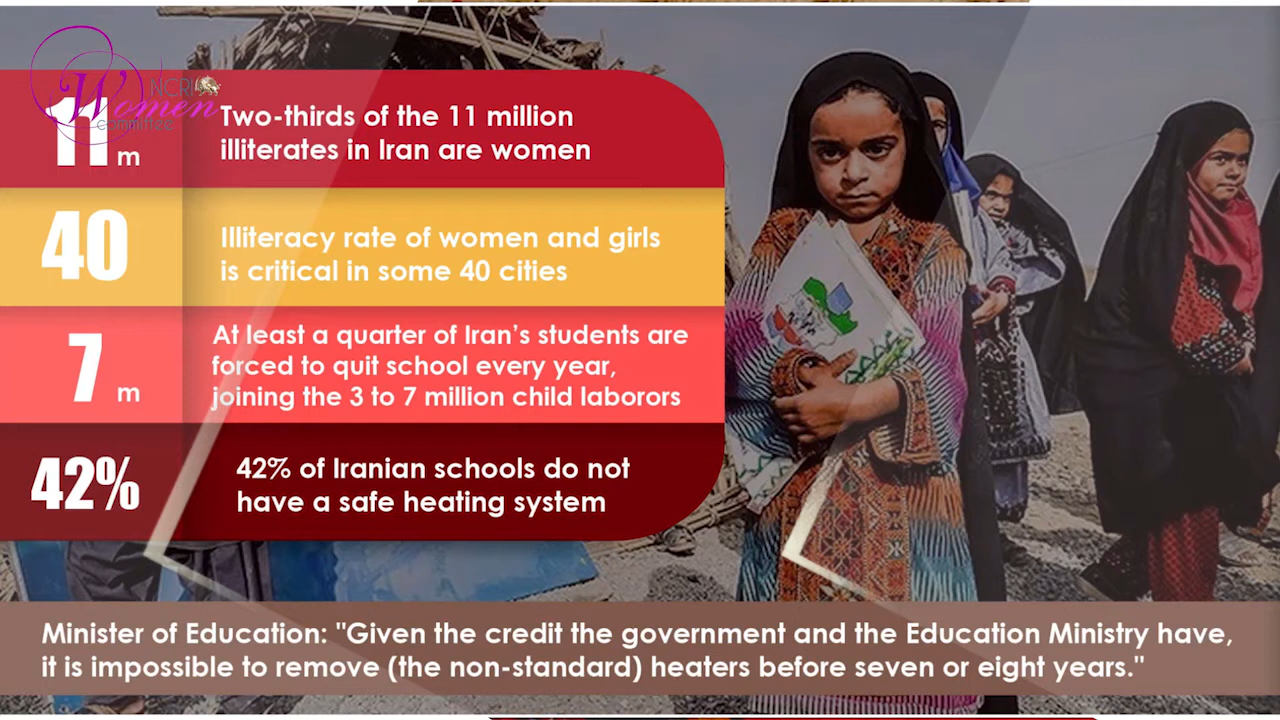 NCRI
Women
committee
11 m
Two-thirds of the 11 million
illiterates in Iran are women
40
Illiteracy rate of women and girls
is critical in some 40 cities
7 m
At least a quarter of Iran’s students are
forced to quit school every year,
joining the 3 to 7 million child laborors
42%
42% of Iranian schools do not
have a safe heating system
Minister of Education: "Given the credit the government and the Education Ministry have,
it is impossible to remove (the non-standard) heaters before seven or eight years."